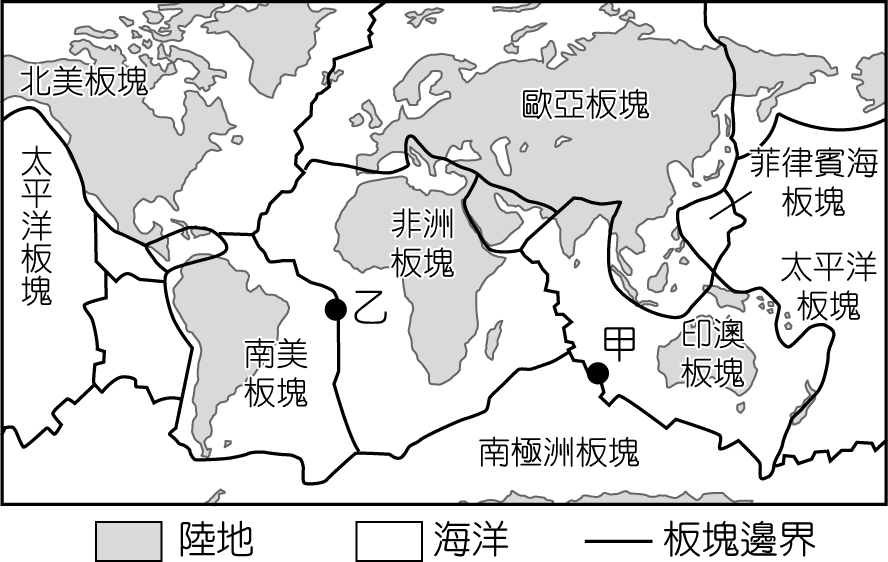 北美板塊
歐亞板塊
太平洋板塊
菲律賓海
板塊
非洲
板塊
太平洋
板塊
乙
甲
印澳
板塊
南美
板塊
南極洲板塊
陸地
海洋
板塊邊界